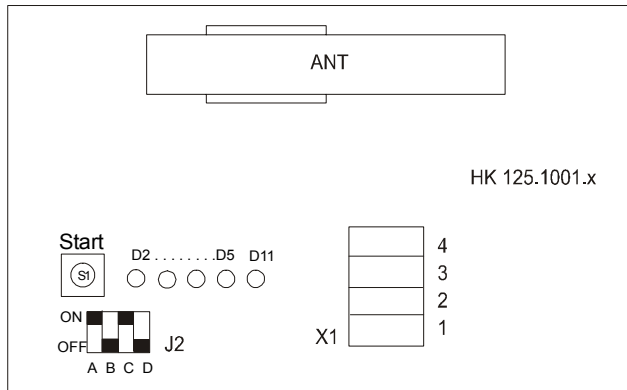 ANT
HK 125.1001.x
Start
S1
D2 . . . . . . . . D5 D11
4
3
2
1
X1
ON
OFF
J2
A B C D